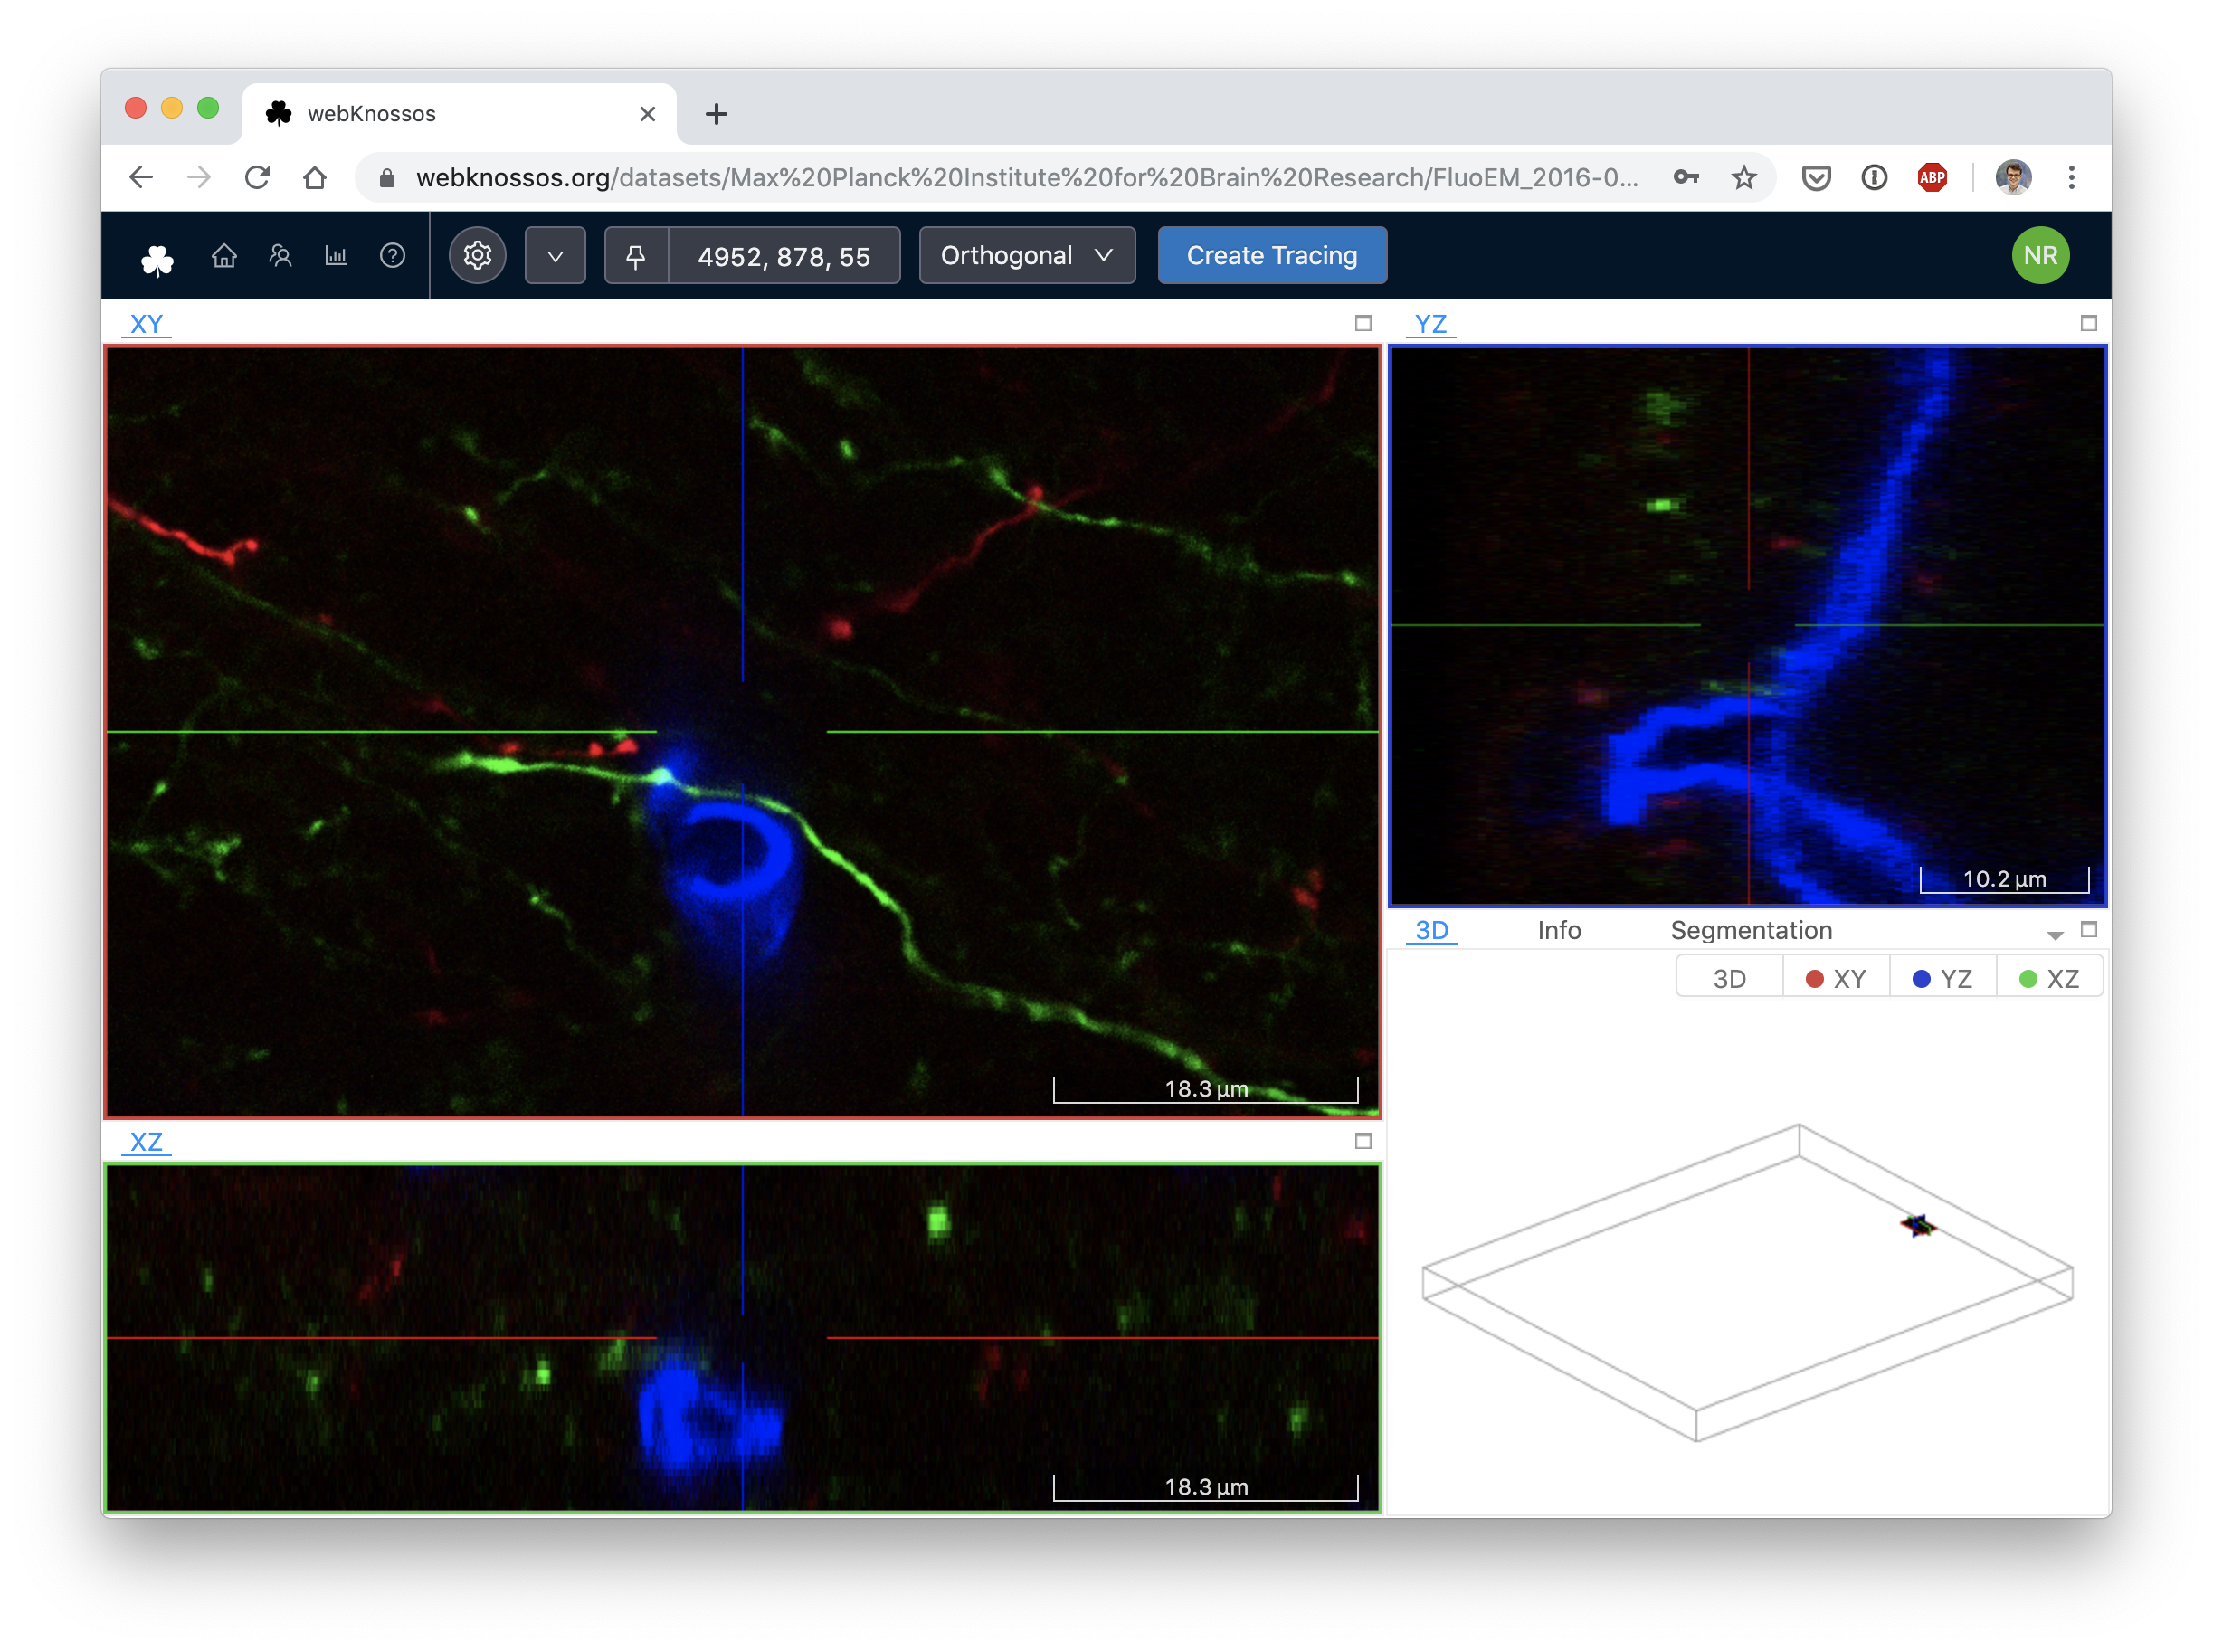 webKnossos
webknossos.org/datasets/Max%20Planck%20Institute%20for%20Brain%20Research/FluoEM_2016-0...
ABP
4952, 878, 55
Orthogonal
Create Tracing
NR
XY
YZ
18.3 µm
10.2 µm
3D Info Segmentation
3D XY YZ XZ
XZ
18.3 µm